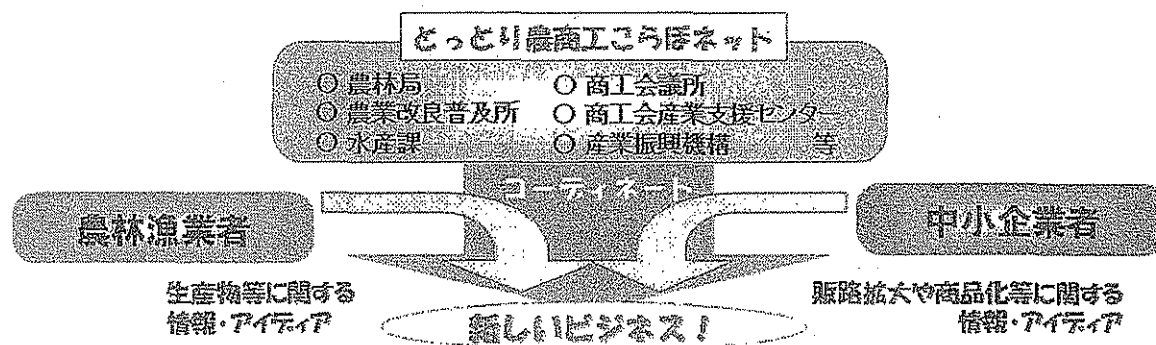 とっとり農商工こらぼネット
○ 農林局 ○ 商工会議所
○ 農業改良普及所 ○ 商工会産業支援センター
○ 水産課 ○ 産業振興機構 等
コーディネート
農林漁業者
中小企業者
生産物等に関する
情報・アイディア
販路拡大や商品化等に関する
情報・アイディア
新しいビジネス！